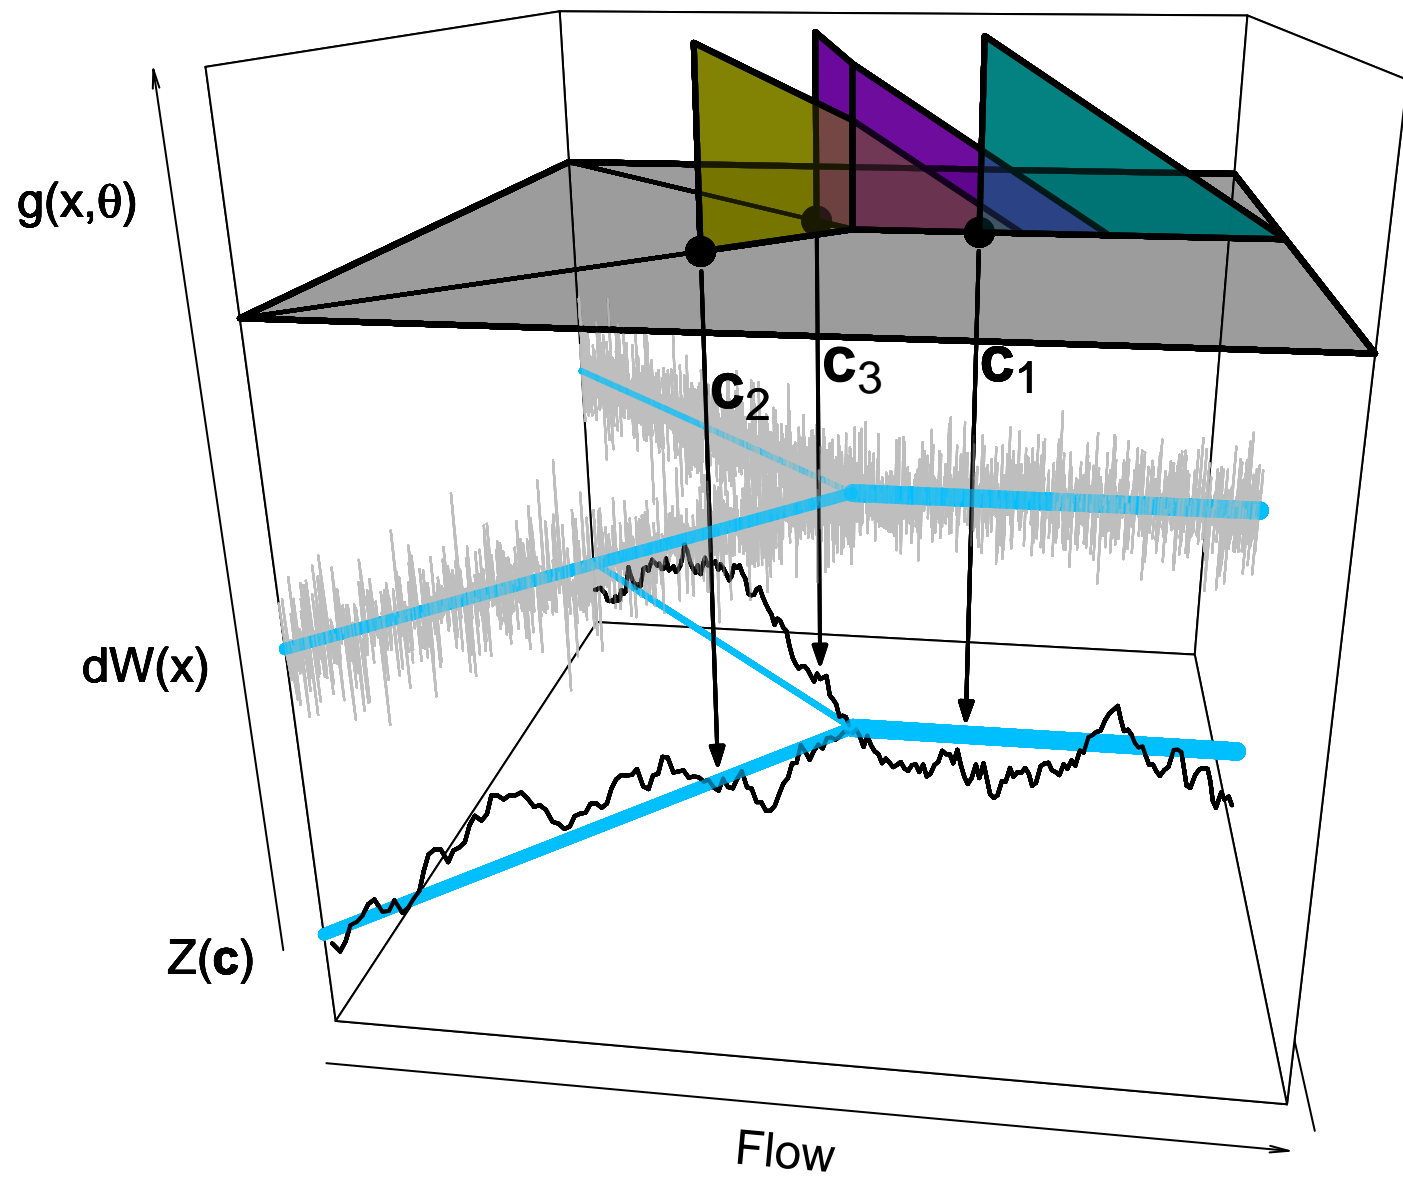 g(x,θ)
c3
c1
c2
dW(x)
Z(c)
Flow